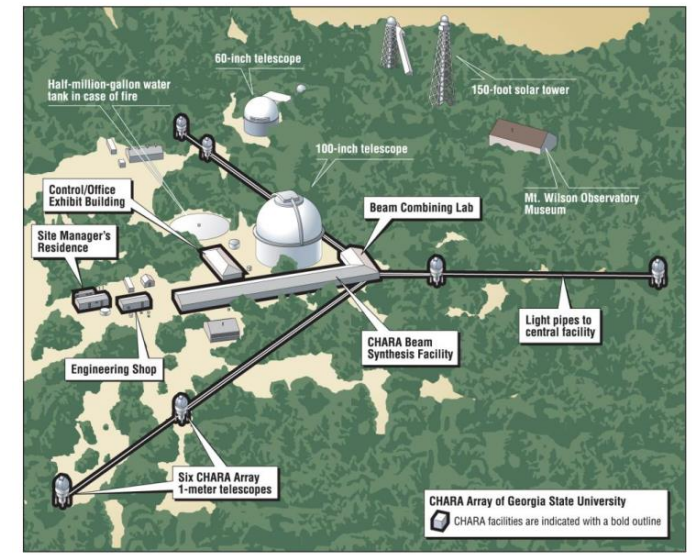 60-inch telescope
Half-million-gallon water
tank in case of fire
150-foot solar tower
100-inch telescope
Control/Office
Exhibit Building
Beam Combining Lab
Mt. Wilson Observatory
Museum
Site Manager's
Residence
Light pipes to
central facility
CHARA Beam
Synthesis Facility
Engineering Shop
Six CHARA Array
1-meter telescopes
CHARA Array of Georgia State University
CHARA facilities are indicated with a bold outline